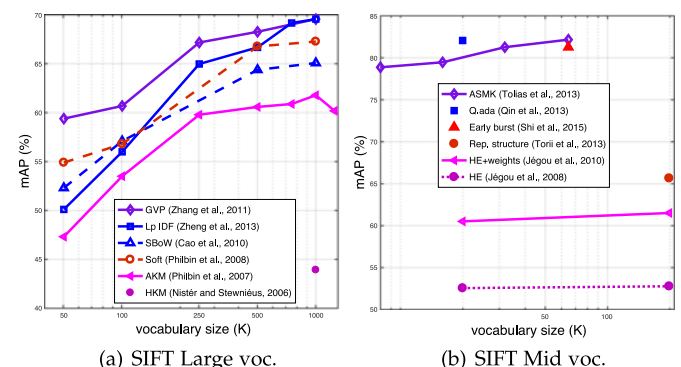 70
65
60
55
50
45
40
mAP (%)
50
100
250
500
1000
vocabulary size (K)
GVP (Zhang et al., 2011)
Lp IDF (Zheng et al., 2013)
SBoW (Cao et al., 2010)
Soft (Philbin et al., 2008)
AKM (Philbin et al., 2007)
HKM (Nistér and Stewniéus, 2006)
(a) SIFT Large voc.
85
80
75
70
65
60
55
50
mAP (%)
50
100
vocabulary size (K)
ASMK (Tolias et al., 2013)
Q.ada (Qin et al., 2013)
Early burst (Shi et al., 2015)
Rep, structure (Torii et al., 2013)
HE+weights (Jégou et al., 2010)
HE (Jégou et al., 2008)
(b) SIFT Mid voc.